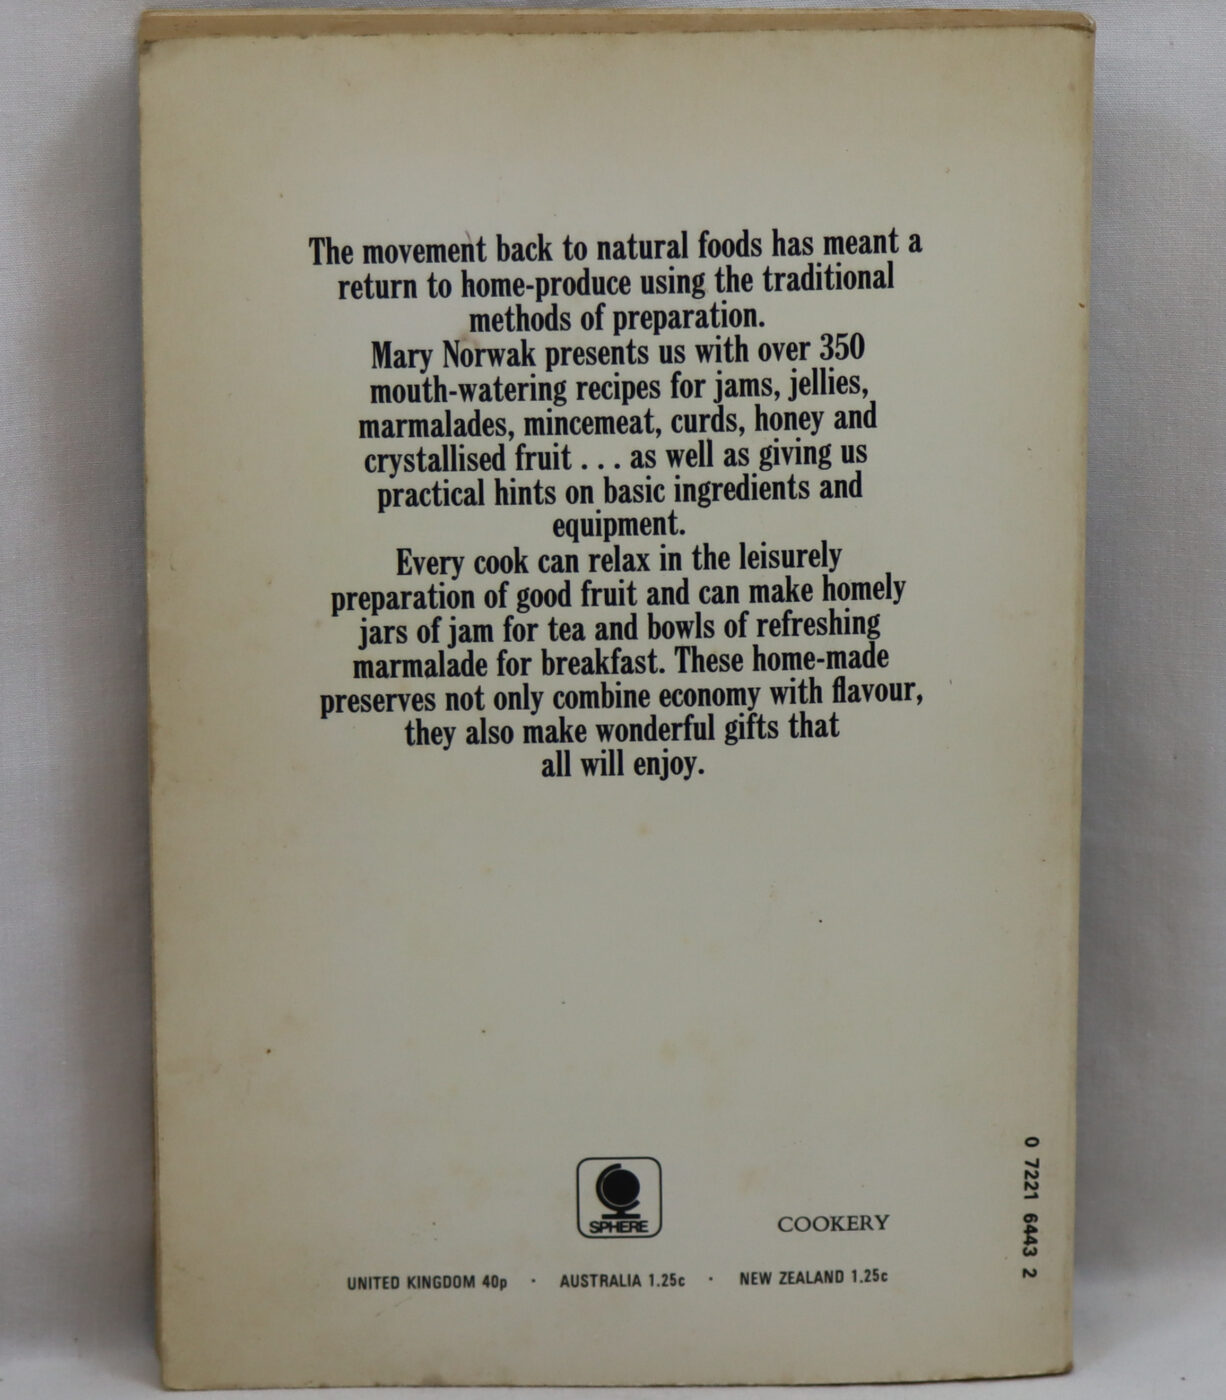 The movement back to natural foods has meant a
return to home-produce using the traditional
methods of preparation.
Mary Norwak presents us with over 350
mouth-watering recipes for jams, jellies,
marmalades, mincemeat, curds, honey and
crystallised fruit . . . as well as giving us
practical hints on basic ingredients and
equipment.
Every cook can relax in the leisurely
preparation of good fruit and can make homely
jars of jam for tea and bowls of refreshing
marmalade for breakfast. These home-made
preserves not only combine economy with flavour,
they also make wonderful gifts that
all will enjoy.
SPHERE
COOKERY
UNITED KINGDOM 40p · AUSTRALIA 1.25c · NEW ZEALAND 1.25c
0 7221 6443 2